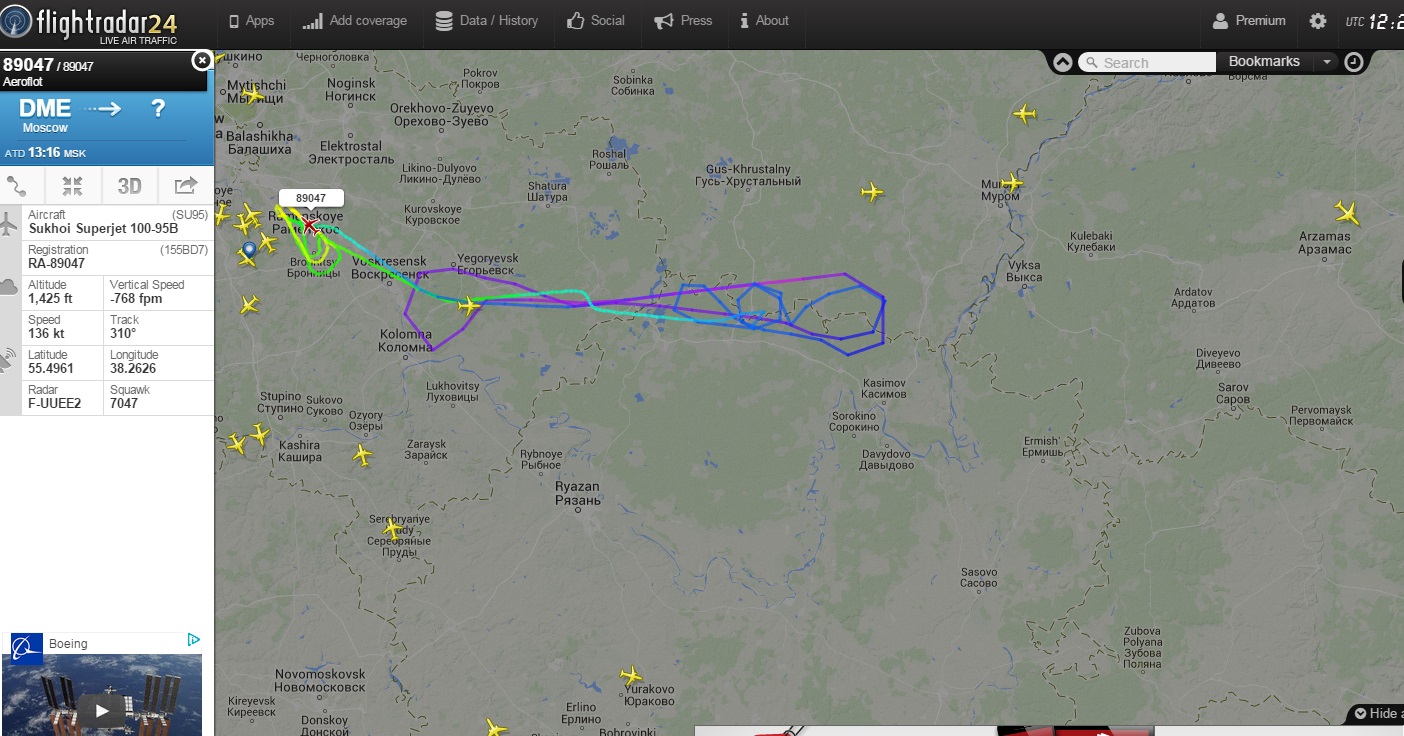 flightradar24
LIVE AIR TRAFFIC
Apps
Add coverage
Data / History
Social
Press
About
Premium
UTC 12:2
89047 / 89047
Aeroflot
DME
?
Moscow
ATD 13:16 MSK
3D
Aircraft (SU95)
Sukhoi Superjet 100-95B
Registration (155BD7)
RA-89047
Altitude Vertical Speed
1,425 ft -768 fpm
Speed Track
136 kt 310°
Latitude Longitude
55.4961 38.2626
Radar Squawk
F-UUEE2 7047
Boeing
Search
Bookmarks
Hide a
Черноголовка
Mytishchi
Мытищи
Noginsk
Ногинск
Pokrov
Покров
Sobinka
Собинка
Orekhovo-Zuyevo
Орехово-Зуево
Balashikha
Балашиха
Elektrostal
Электросталь
Likino-Dulyovo
Ликино-Дулёво
Roshal
Рошаль
Gus-Khrustalny
Гусь-Хрустальный
Shatura
Шатура
89047
Ramenskoye
Раменское
Kurovskoye
Куровское
Муром
Kulebaki
Кулебаки
Arzamas
Арзамас
Bronnitsy
Бронницы
Voskresensk
Воскресенск
Yegoryevsk
Егорьевск
Vyksa
Выкса
Ardatov
Ардатов
Kolomna
Коломна
Diveyevo
Дивеево
Lukhovitsy
Луховицы
Kasimov
Касимов
Sarov
Саров
Stupino
Ступино
Sukovo
Суково
Ozyory
Озёры
Sorokino
Сорокино
Pervomaysk
Первомайск
Kashira
Кашира
Zaraysk
Зарайск
Rybnoye
Рыбное
Davydovo
Давыдово
Ermish'
Ермишь
Ryazan
Рязань
Serebryanye
Серебряные
Пруды
Sasovo
Сасово
Zubova
Polyana
Зубова
Поляна
Novomoskovsk
Новомосковск
Kireyevsk
Киреевск
Donskoy
Донской
Erlino
Ерлино
Yurakovo
Юраково
Bobrovinki